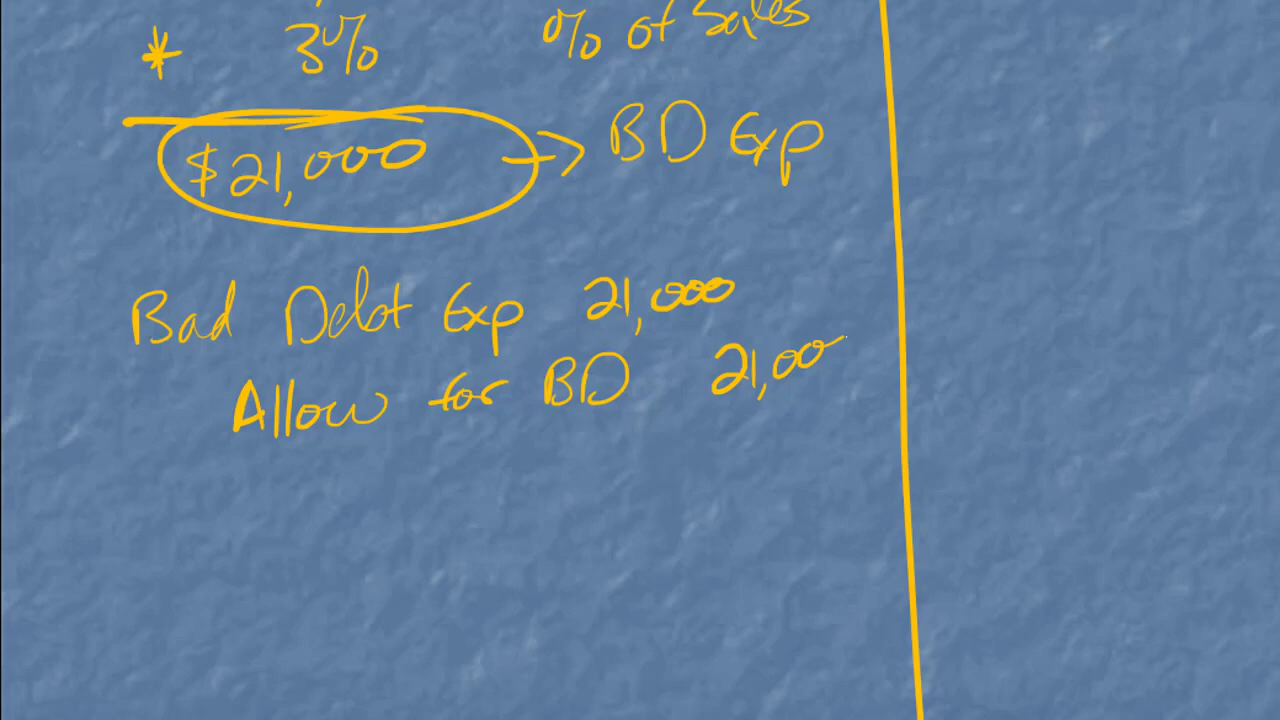 * 3% % of Sales
$21,000 -> BD Exp
Bad Debt Exp 21,000
Allow for BD 21,00